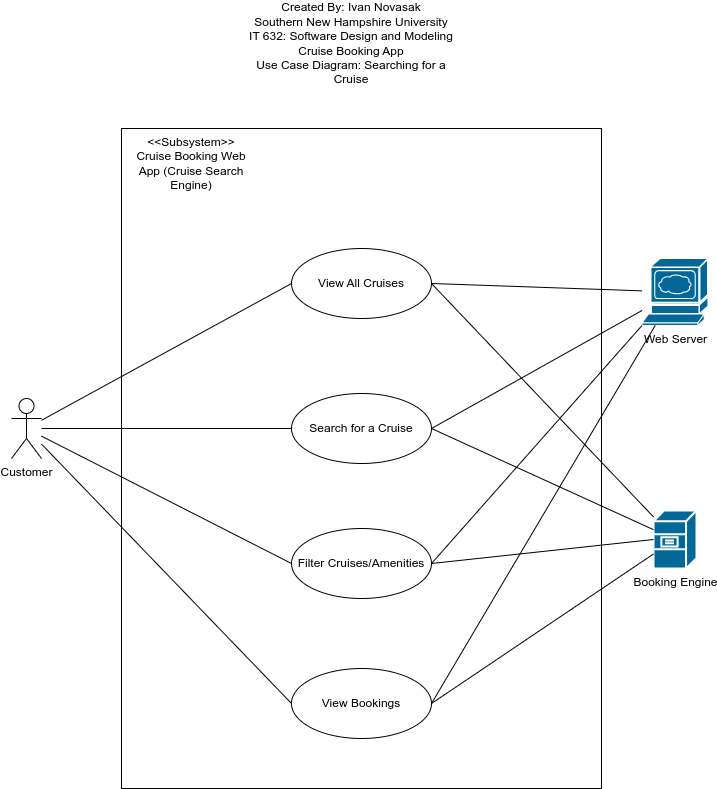 Created By: Ivan Novasak
Southern New Hampshire University
IT 632: Software Design and Modeling
Cruise Booking App
Use Case Diagram: Searching for a
Cruise
<<Subsystem>>
Cruise Booking Web
App (Cruise Search
Engine)
View All Cruises
Web Server
Search for a Cruise
Customer
Filter Cruises/Amenities
Booking Engine
View Bookings